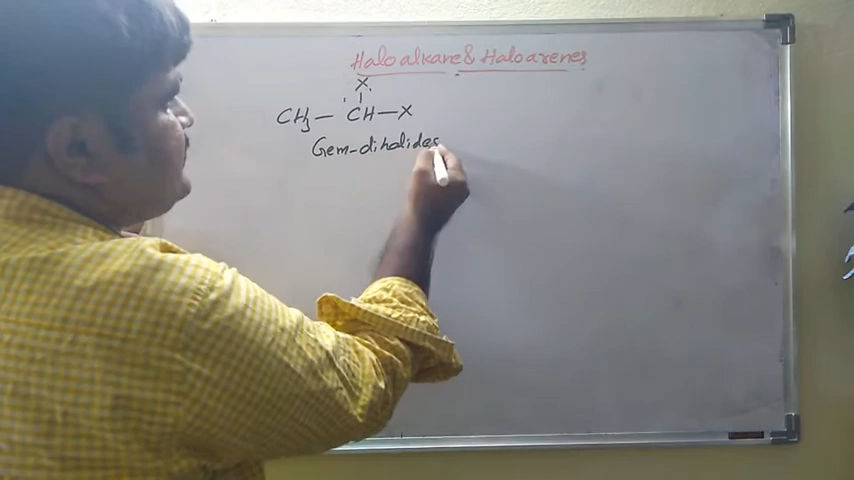 Haloalkane & Haloarenes
X
CH3 — CH — X
Gem-dihalides